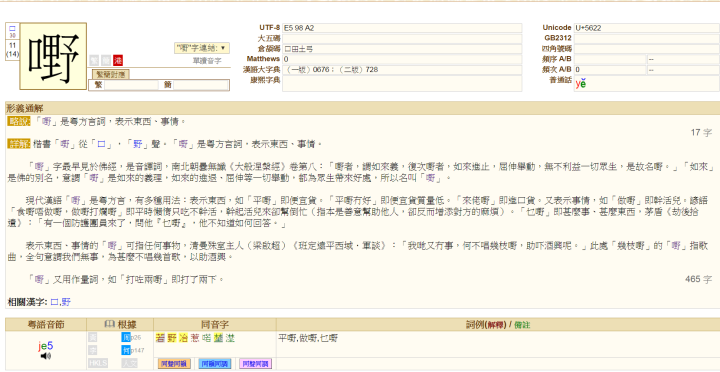 口
30
11
(14)
嘢
繁 簡 港
"嘢"字連結: ▼
單讀音字
繁簡對應
繁 簡
UTF-8 E5 98 A2
大五碼
倉頡碼 口田土弓
Matthews 0
漢語大字典 (一版) 0676; (二版) 728
康熙字典
Unicode U+5622
GB2312
四角號碼
頻序 A/B --
頻次 A/B 0 --
普通話 yě
形義通解
略說:「嘢」是粵方言詞,表示東西、事情。
17 字
詳解: 楷書「嘢」從「口」,「野」聲。「嘢」是粵方言詞,表示東西、事情。
「嘢」字最早見於佛經,是音譯詞,南北朝曇無讖《大般涅槃經》卷第八:「嘢者,謂如來義,復次嘢者,如來進止,屈伸舉動,無不利益一切眾生,是故名嘢。」「如來」
是佛的別名,意謂「嘢」是如來的義理,如來的進退、屈伸等一切舉動,都為眾生帶來好處,所以名叫「嘢」。
現代漢語「嘢」是粵方言,有多種用法:表示東西,如「平嘢」即便宜貨。「平嘢冇好」即便宜貨質量低。「來佬嘢」即進口貨。又表示事情,如「做嘢」即幹活兒。諺語
「食嘢唔做嘢,做嘢打爛嘢」即平時懶惰只吃不幹活,幹起活兒來卻幫倒忙(指本是善意幫助他人,卻反而增添對方的麻煩)。「乜嘢」即甚麼事、甚麼東西,茅盾《劫後拾
遺》:「有一個防護團員來了,問他『乜嘢』,他不知道如何回答。」
表示東西、事情的「嘢」可指任何事物,清曼殊室主人(梁啟超)《班定遠平西域.軍談》:「我哋又冇事,何不唱幾枝嘢,助吓酒興呢。」此處「幾枝嘢」的「嘢」指歌
曲,全句意謂我們無事,為甚麼不唱幾首歌,以助酒興。
「嘢」又用作量詞,如「打咗兩嘢」即打了兩下。
465 字
相關漢字: 口,野
粵語音節 根據 同音字 詞例(解釋) / 備註
je5
p26
p147
野 冶 惹
平嘢,做嘢,乜嘢
同聲同韻 同韻同調 同聲同調